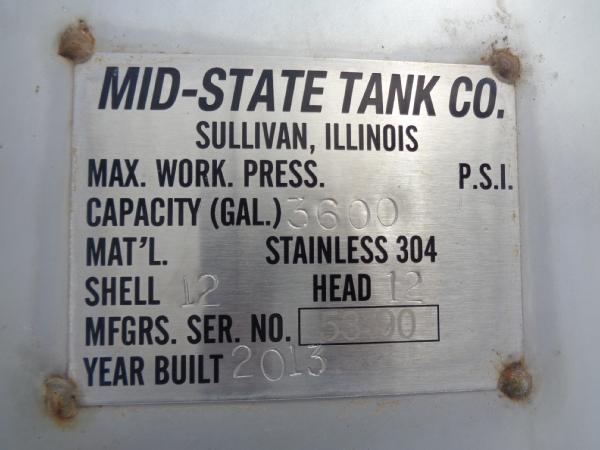 MID-STATE TANK CO.
SULLIVAN, ILLINOIS
MAX. WORK. PRESS. P.S.I.
CAPACITY (GAL.) 3600
MAT'L. STAINLESS 304
SHELL 12 HEAD 12
MFGRS. SER. NO.
YEAR BUILT 2013